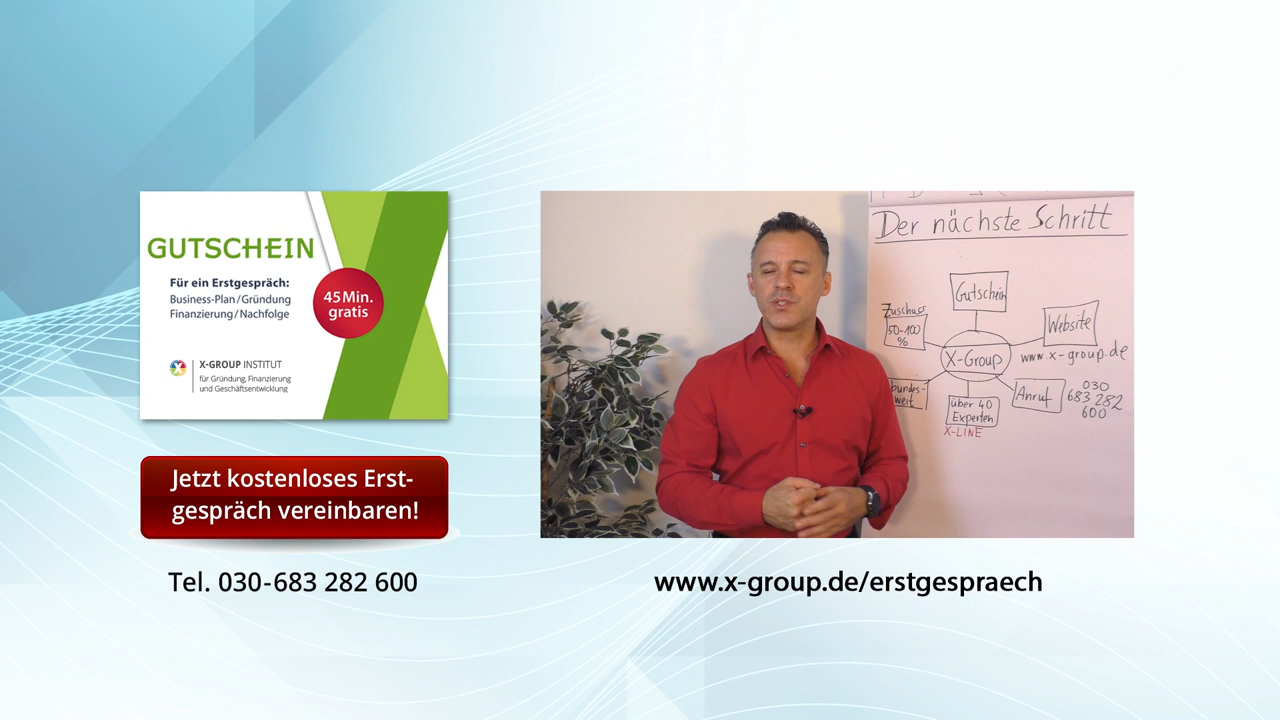 GUTSCHEIN
Für ein Erstgespräch:
Business-Plan/Gründung
Finanzierung/Nachfolge
45 Min.
gratis
X-GROUP INSTITUT
für Gründung, Finanzierung
und Geschäftsentwicklung
Jetzt kostenloses Erst-
gespräch vereinbaren!
Tel. 030-683 282 600
Der nächste Schritt
Gutschein
Zuschuss
50-100
%
Website
www.x-group.de
X-Group
bundes-
weit
über 40
Experten
X-LINE
Anruf
030
683 282
600
www.x-group.de/erstgespraech